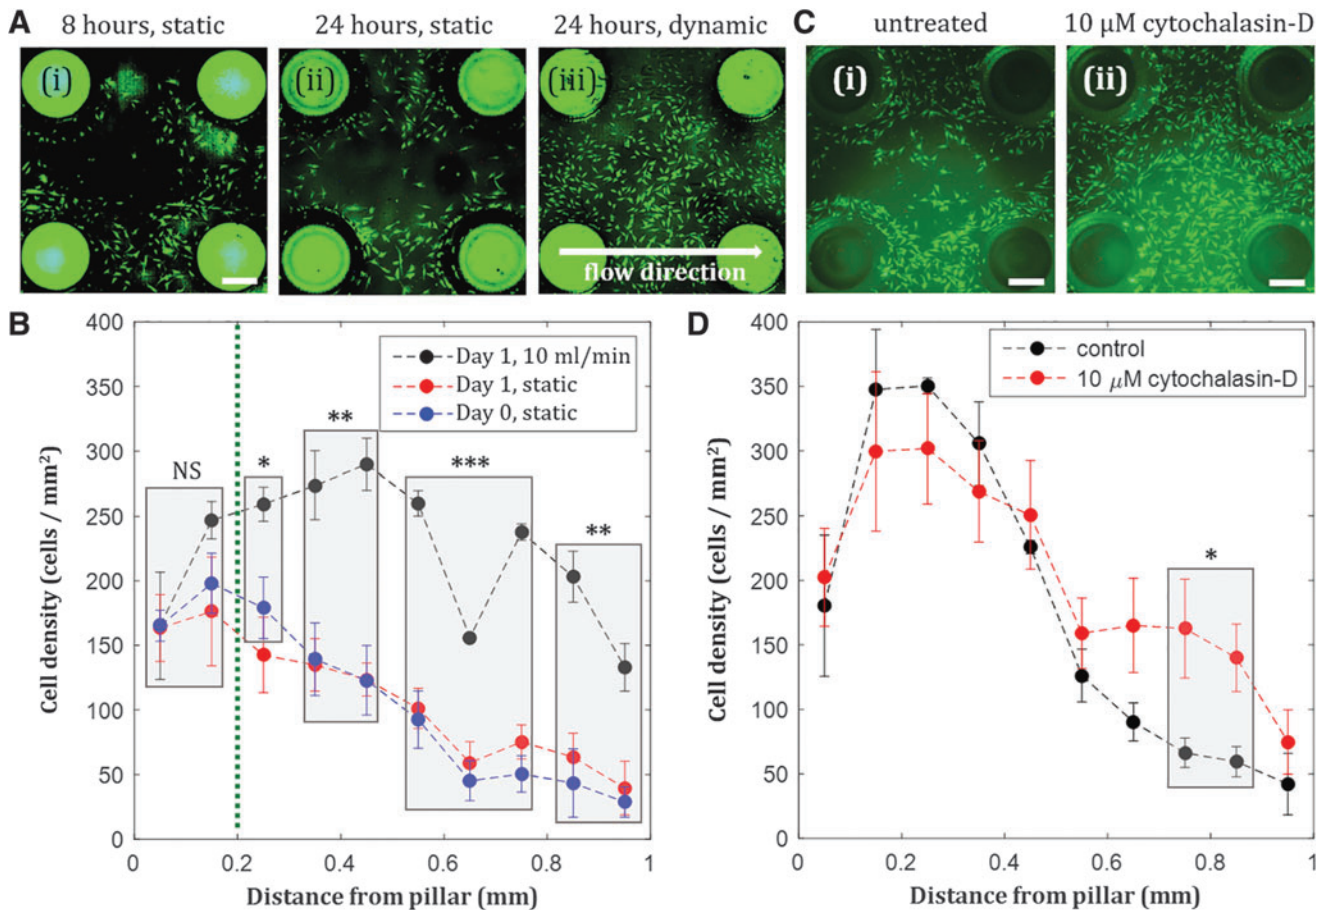 A
8 hours, static
24 hours, static
24 hours, dynamic
C
untreated
10 μM cytochalasin-D
(i)
(ii)
(iii)
(i)
(ii)
flow direction
B
400
350
300
250
200
150
100
50
0
Cell density (cells / mm²)
Day 1, 10 ml/min
Day 1, static
Day 0, static
NS
*
**
***
**
0
0.2
0.4
0.6
0.8
1
Distance from pillar (mm)
D
400
350
300
250
200
150
100
50
0
Cell density (cells / mm²)
control
10 μM cytochalasin-D
*
0
0.2
0.4
0.6
0.8
1
Distance from pillar (mm)